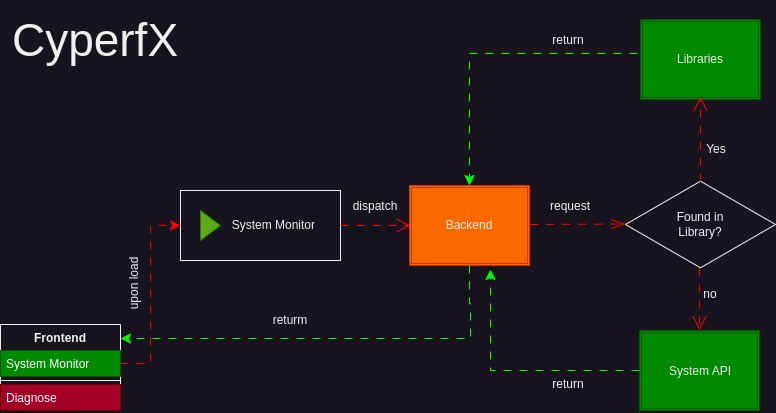 CyperfX
return
Libraries
Yes
dispatch
request
System Monitor
Backend
Found in
Library?
upon load
no
returm
Frontend
System Monitor
Diagnose
System API
return